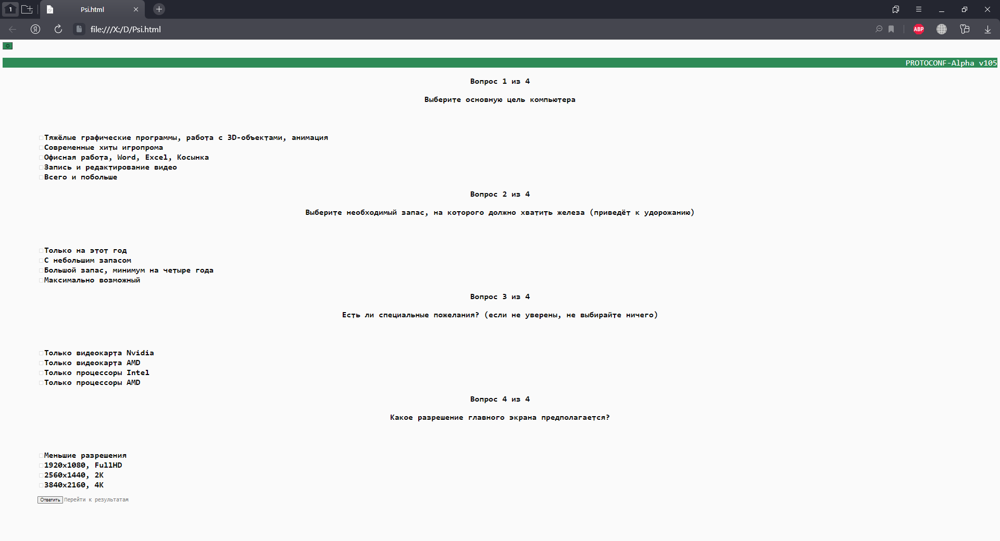 1
Psi.html
file:///X:/D/Psi.html
ABP
PROTOCONF-Alpha v105
Вопрос 1 из 4
Выберите основную цель компьютера
Тяжёлые графические программы, работа с 3D-объектами, анимация
Современные хиты игропрома
Офисная работа, Word, Excel, Косынка
Запись и редактирование видео
Всего и побольше
Вопрос 2 из 4
Выберите необходимый запас, на которого должно хватить железа (приведёт к удорожанию)
Только на этот год
С небольшим запасом
Большой запас, минимум на четыре года
Максимально возможный
Вопрос 3 из 4
Есть ли специальные пожелания? (если не уверены, не выбирайте ничего)
Только видеокарта Nvidia
Только видеокарта AMD
Только процессоры Intel
Только процессоры AMD
Вопрос 4 из 4
Какое разрешение главного экрана предполагается?
Меньшие разрешения
1920x1080, FullHD
2560x1440, 2K
3840x2160, 4K
Ответить Перейти к результатам